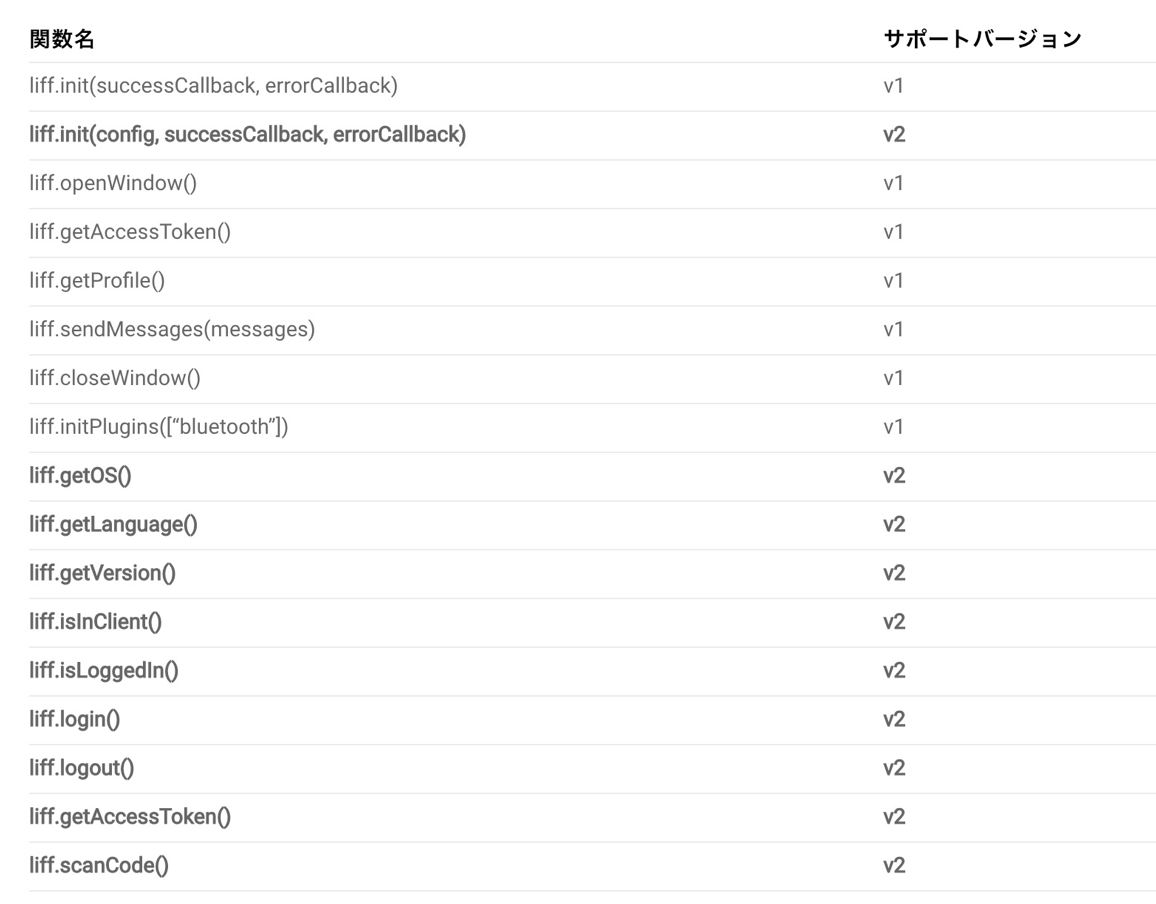 関数名 サポートバージョン
liff.init(successCallback, errorCallback) v1
liff.init(config, successCallback, errorCallback) v2
liff.openWindow() v1
liff.getAccessToken() v1
liff.getProfile() v1
liff.sendMessages(messages) v1
liff.closeWindow() v1
liff.initPlugins([“bluetooth”]) v1
liff.getOS() v2
liff.getLanguage() v2
liff.getVersion() v2
liff.isInClient() v2
liff.isLoggedIn() v2
liff.login() v2
liff.logout() v2
liff.getAccessToken() v2
liff.scanCode() v2